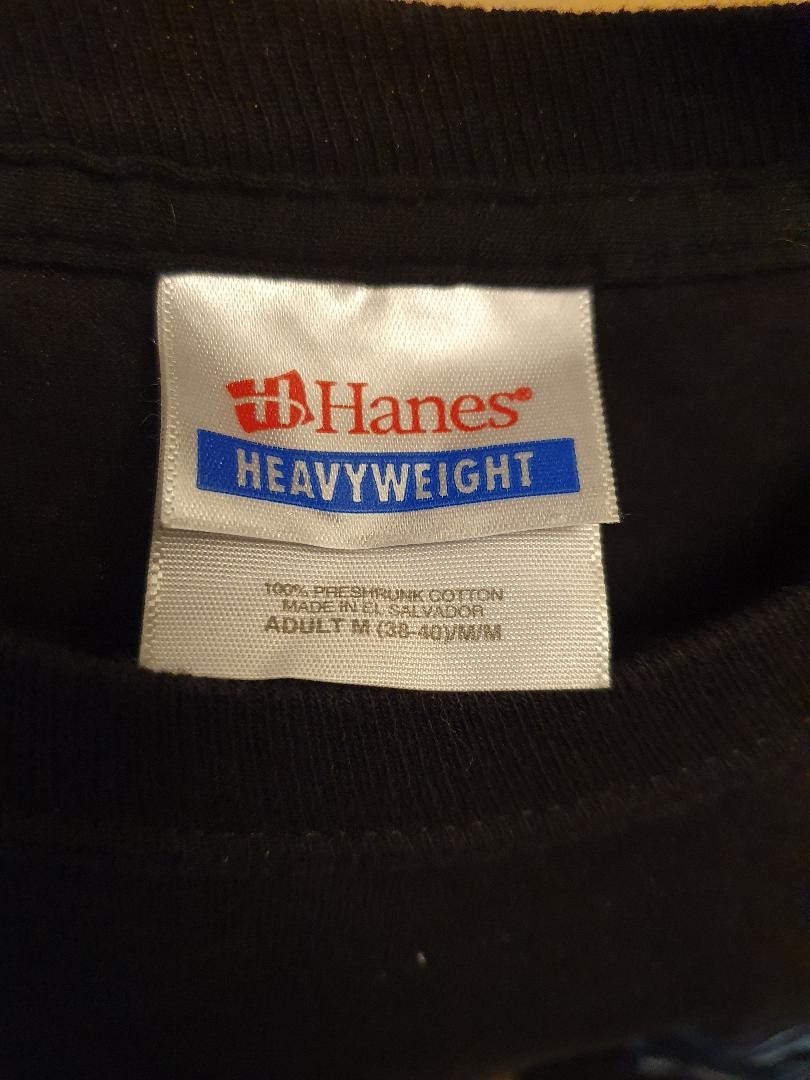 Hanes®
HEAVYWEIGHT
100% PRESHRUNK COTTON
MADE IN EL SALVADOR
ADULT M (38-40)/M/M